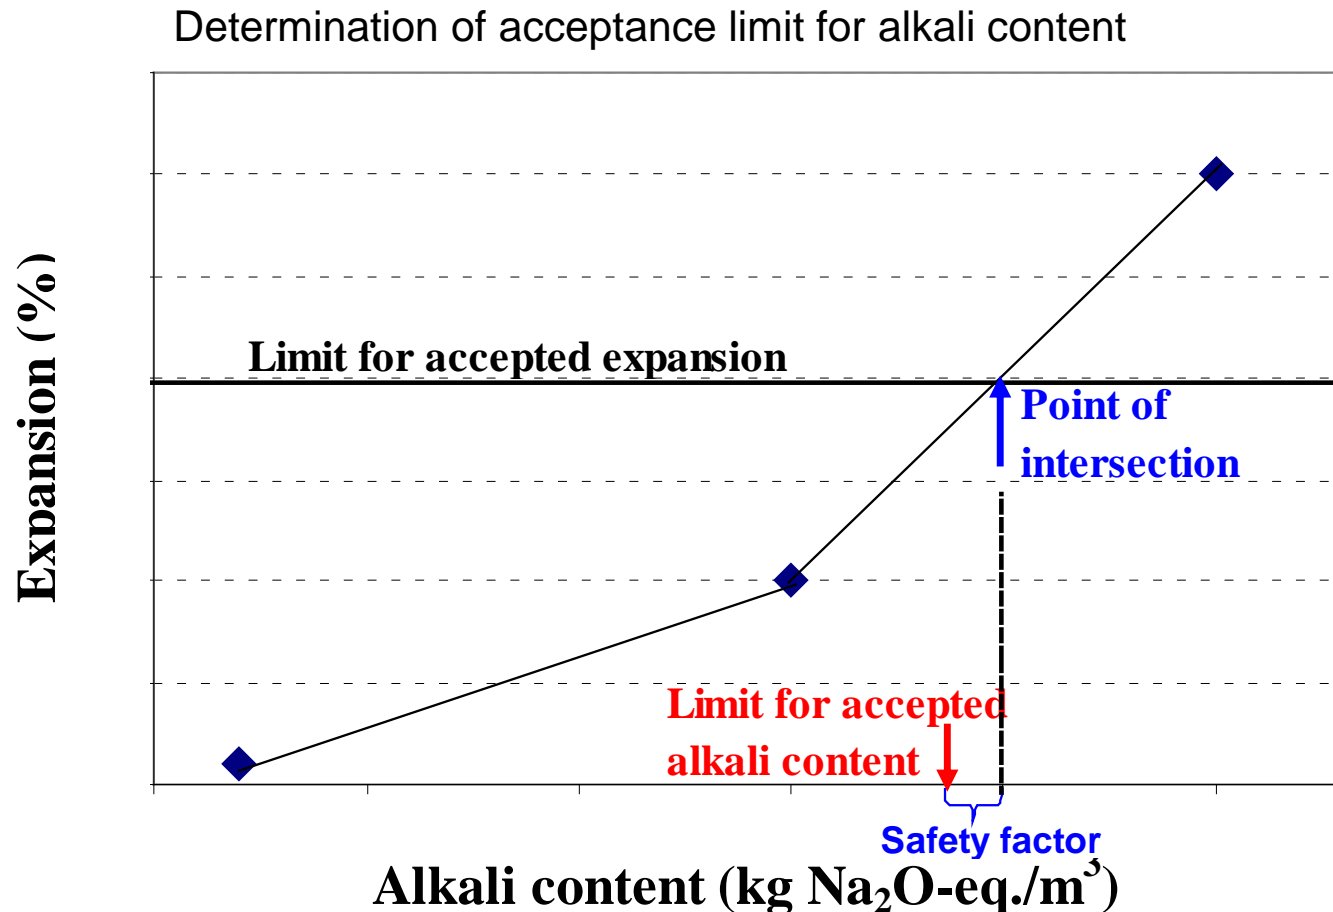 Determination of acceptance limit for alkali content
Expansion (%)
Limit for accepted expansion
Point of
intersection
Limit for accepted
alkali content
Safety factor
Alkali content (kg Na₂O-eq./m³)